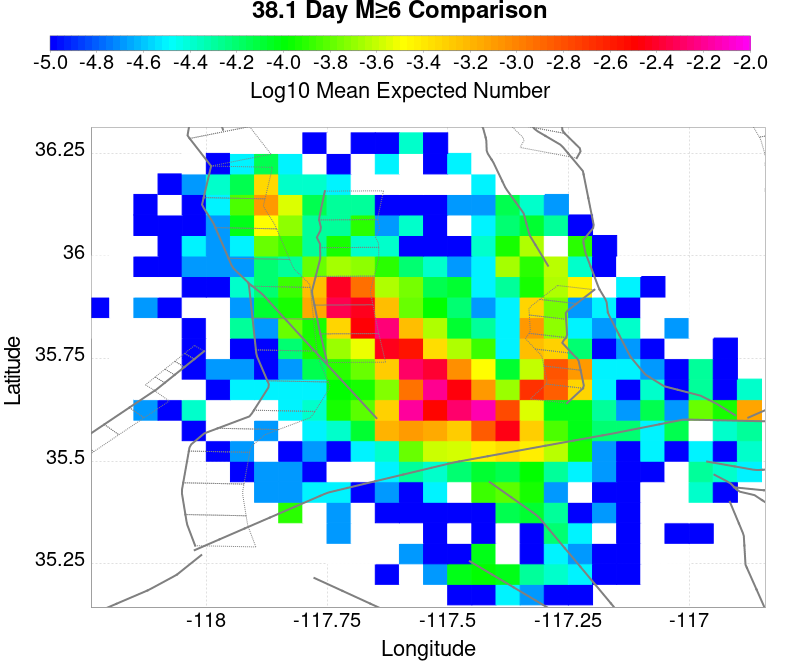 38.1 Day M≥6 Comparison
-5.0 -4.8 -4.6 -4.4 -4.2 -4.0 -3.8 -3.6 -3.4 -3.2 -3.0 -2.8 -2.6 -2.4 -2.2 -2.0
Log10 Mean Expected Number
36.25
36
35.75
35.5
35.25
Latitude
-118 -117.75 -117.5 -117.25 -117
Longitude